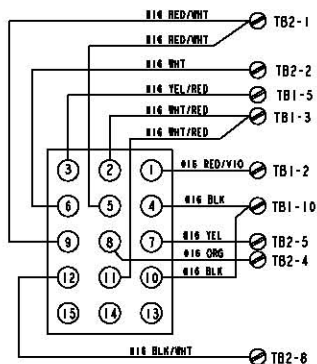 #16 RED/WHT
TB2-1
#16 RED/WHT
#16 WHT
TB2-2
#16 YEL/RED
TB1-5
#16 WHT/RED
TB1-3
#16 WHT/RED
3 2 1
#16 RED/VIO
TB1-2
6 5 4
#16 BLK
TB1-10
9 8 7
#16 YEL
TB2-5
#16 ORG
TB2-4
12 11 10
#16 BLK
15 14 13
#16 BLK/WHT
TB2-8